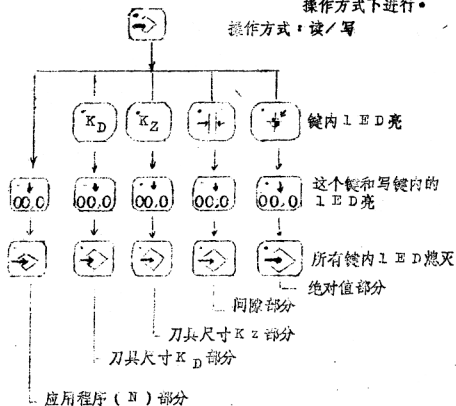 操作方式下进行•
操作方式：读/写
K_D K_Z
键内1ED亮
00,0 00,0 00,0 00,0 00,0
这个键和写键内的
1ED亮
所有键内1ED熄灭
绝对值部分
间隙部分
刀具尺寸Kz部分
刀具尺寸K_D部分
应用程序(N)部分